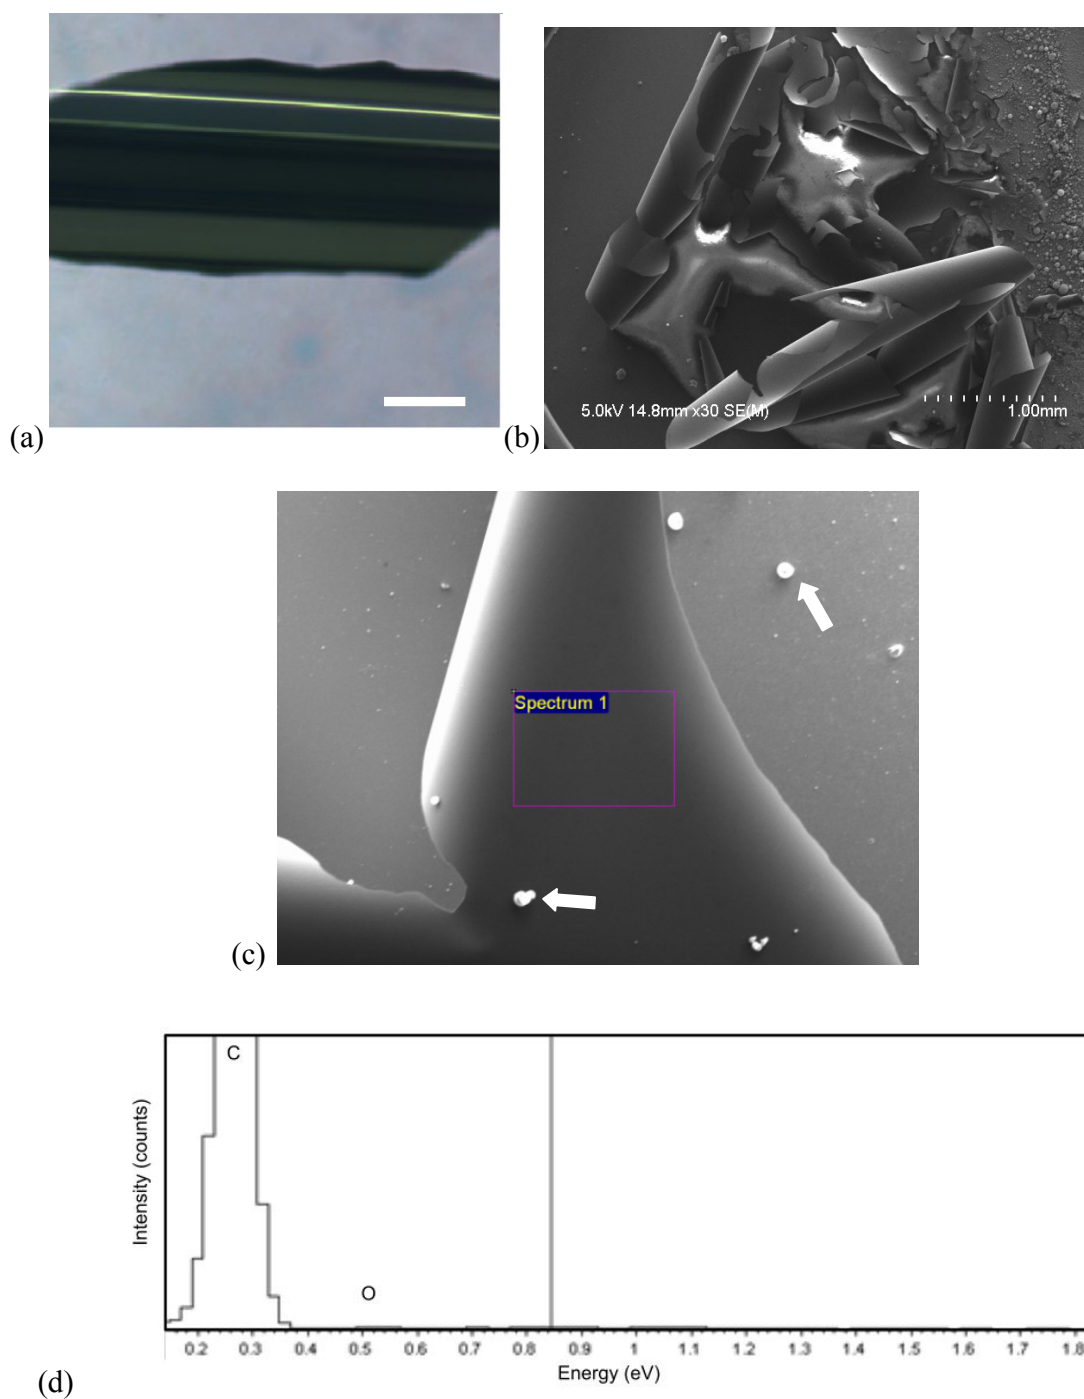 (a)
(b)
5.0kV 14.8mm x30 SE(M)
1.00mm
(c)
Spectrum 1
(d)
Intensity (counts)
C
O
0.2 0.3 0.4 0.5 0.6 0.7 0.8 0.9 1 1.1 1.2 1.3 1.4 1.5 1.6 1.7 1.8
Energy (eV)